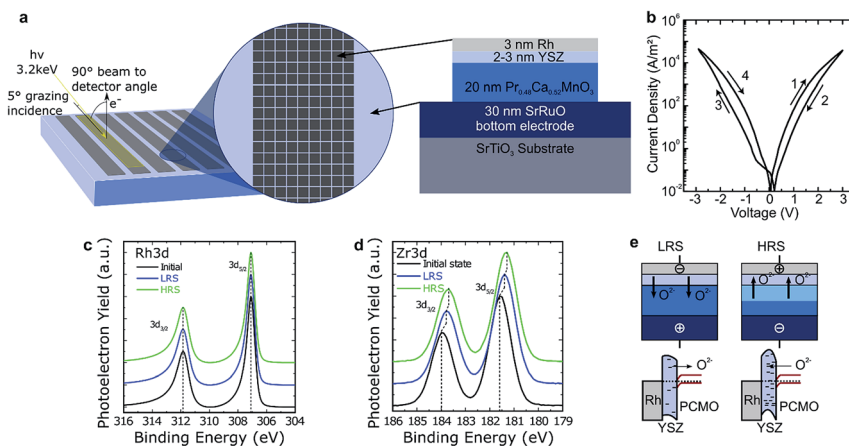 a
hv
3.2keV
90° beam to
detector angle
5° grazing
incidence
e⁻
3 nm Rh
2-3 nm YSZ
20 nm Pr₀.₄₈Ca₀.₅₂MnO₃
30 nm SrRuO
bottom electrode
SrTiO₃ Substrate
b
Current Density (A/m²)
10⁶
10⁴
10²
10⁰
10⁻²
4
3
1
2
-3 -2 -1 0 1 2 3
Voltage (V)
c
Photoelectron Yield (a.u.)
Rh3d
Initial
LRS
HRS
3d₅/₂
3d₃/₂
316 314 312 310 308 306 304
Binding Energy (eV)
d
Photoelectron Yield (a.u.)
Zr3d
Initial state
LRS
HRS
3d₅/₂
3d₃/₂
186 185 184 183 182 181 180 179
Binding Energy (eV)
e
LRS HRS
⊖ ⊕
O²⁻ O²⁻ O²⁻ O²⁻
⊕ ⊖
O²⁻ O²⁻
Rh PCMO Rh PCMO
YSZ YSZ